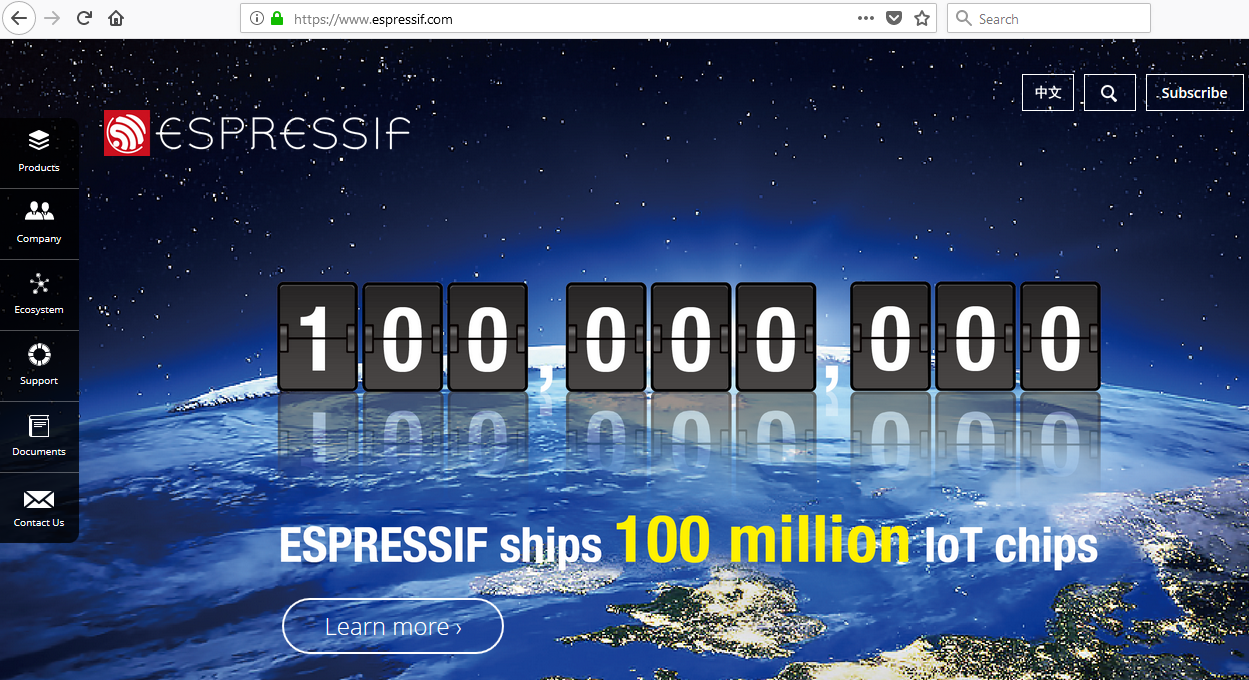 https://www.espressif.com
Search
中文
Subscribe
ESPRESSIF
Products
Company
Ecosystem
Support
Documents
Contact Us
100,000,000
ESPRESSIF ships 100 million IoT chips
Learn more ›